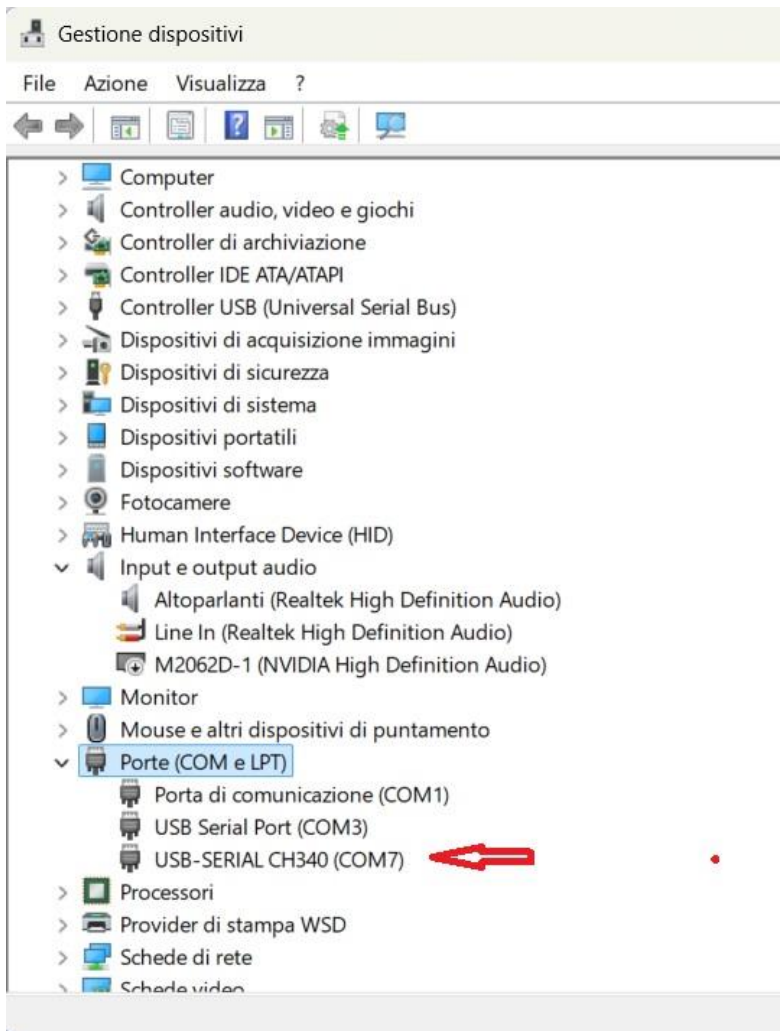 Gestione dispositivi
File Azione Visualizza ?
Computer
Controller audio, video e giochi
Controller di archiviazione
Controller IDE ATA/ATAPI
Controller USB (Universal Serial Bus)
Dispositivi di acquisizione immagini
Dispositivi di sicurezza
Dispositivi di sistema
Dispositivi portatili
Dispositivi software
Fotocamere
Human Interface Device (HID)
Input e output audio
Altoparlanti (Realtek High Definition Audio)
Line In (Realtek High Definition Audio)
M2062D-1 (NVIDIA High Definition Audio)
Monitor
Mouse e altri dispositivi di puntamento
Porte (COM e LPT)
Porta di comunicazione (COM1)
USB Serial Port (COM3)
USB-SERIAL CH340 (COM7)
Processori
Provider di stampa WSD
Schede di rete
Schede video